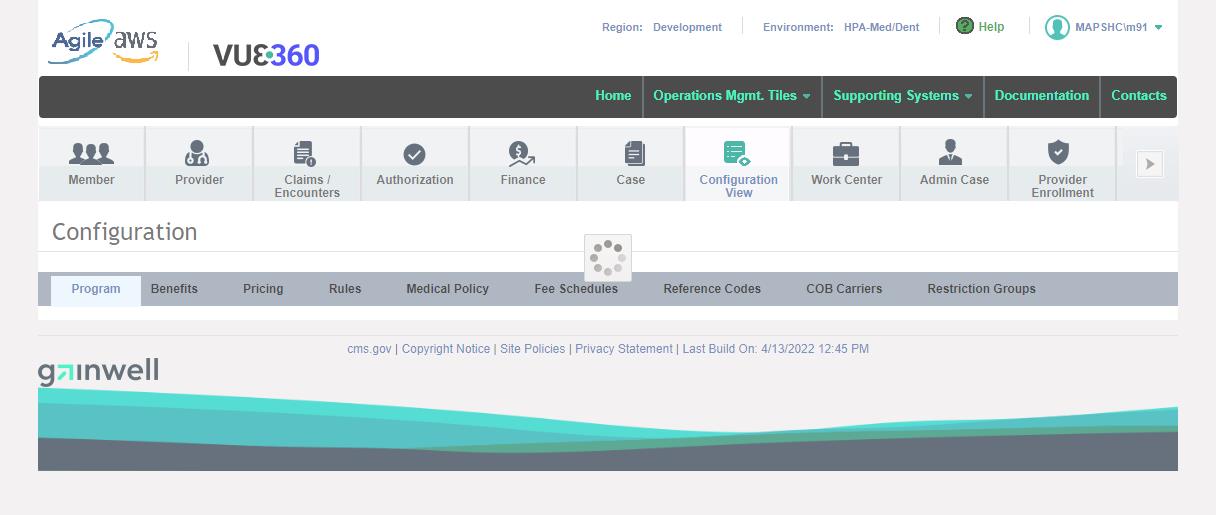 Region: Development Environment: HPA-Med/Dent Help MAPSHC\m91
Agile aws
VUE360
Home Operations Mgmt. Tiles Supporting Systems Documentation Contacts
Member Provider Claims / Encounters Authorization Finance Case Configuration View Work Center Admin Case Provider Enrollment
Configuration
Program Benefits Pricing Rules Medical Policy Fee Schedules Reference Codes COB Carriers Restriction Groups
cms.gov | Copyright Notice | Site Policies | Privacy Statement | Last Build On: 4/13/2022 12:45 PM
gainwell